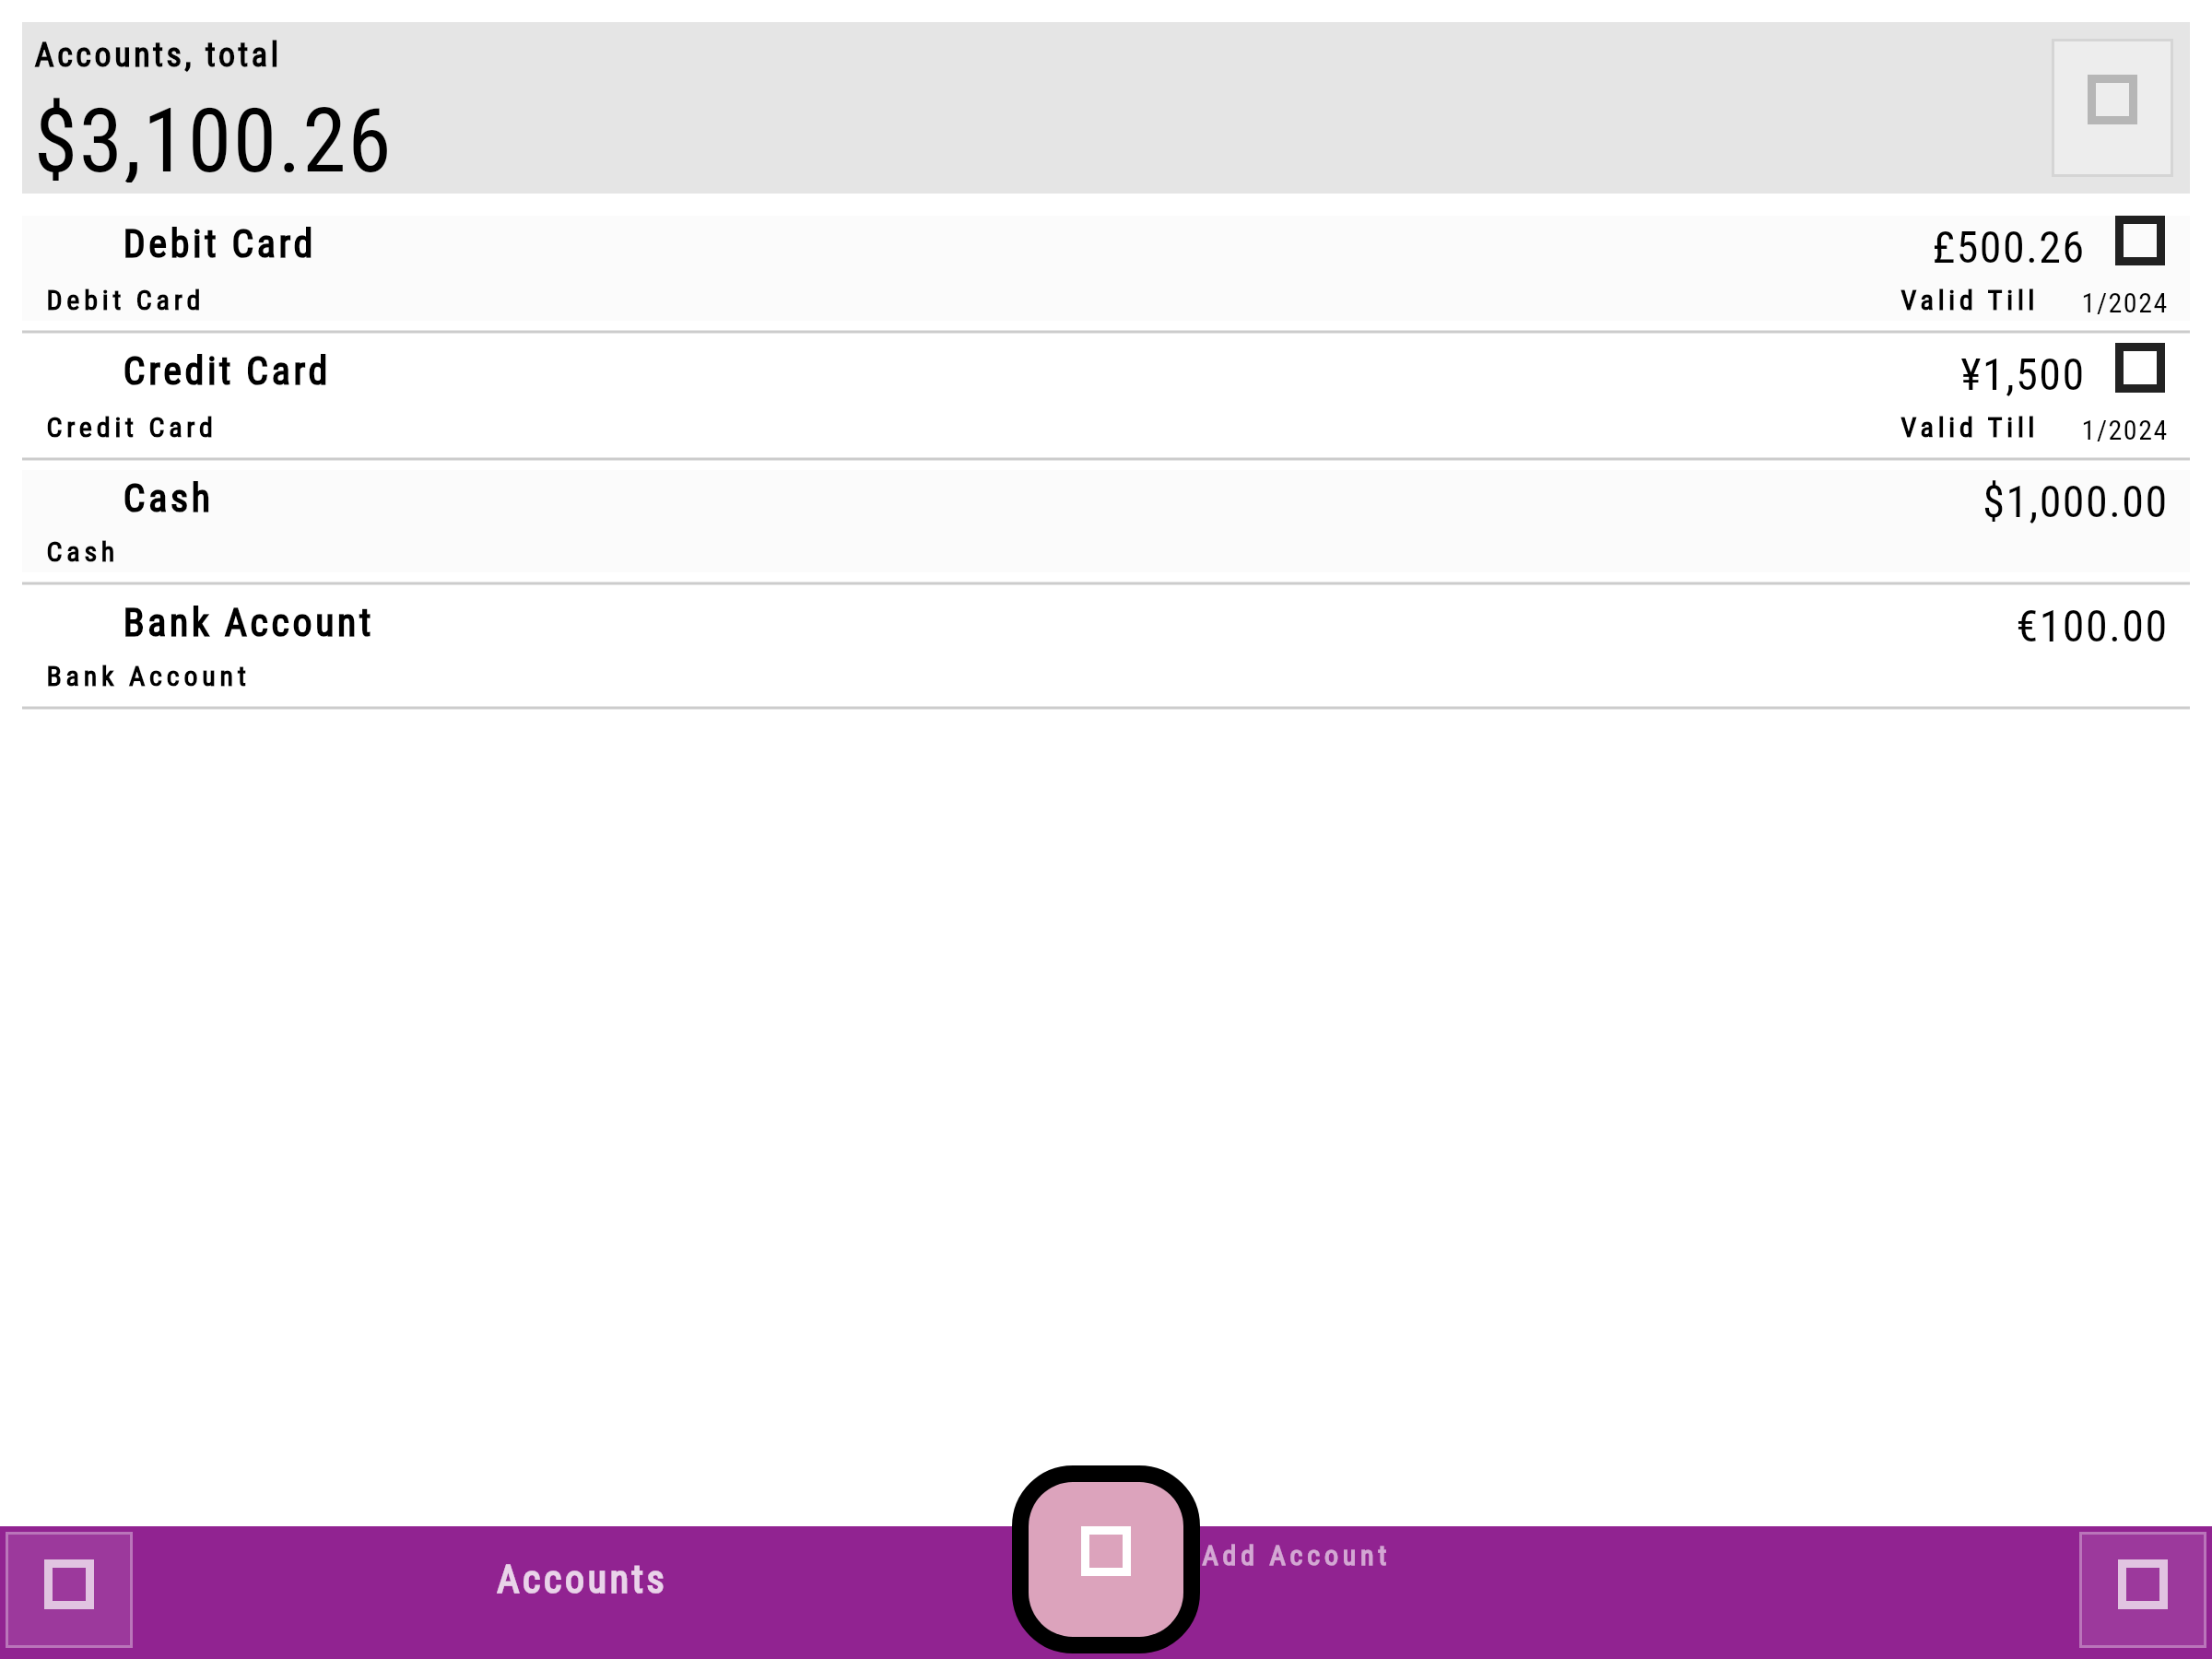 Accounts, total
$3,100.26
Debit Card £500.26
Debit Card Valid Till 1/2024
Credit Card ¥1,500
Credit Card Valid Till 1/2024
Cash $1,000.00
Cash
Bank Account €100.00
Bank Account
Accounts Add Account